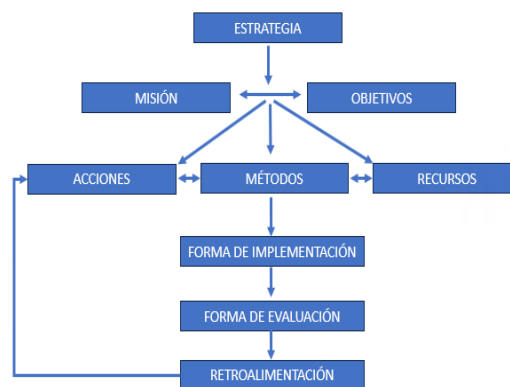 ESTRATEGIA
MISIÓN
OBJETIVOS
ACCIONES
MÉTODOS
RECURSOS
FORMA DE IMPLEMENTACIÓN
FORMA DE EVALUACIÓN
RETROALIMENTACIÓN